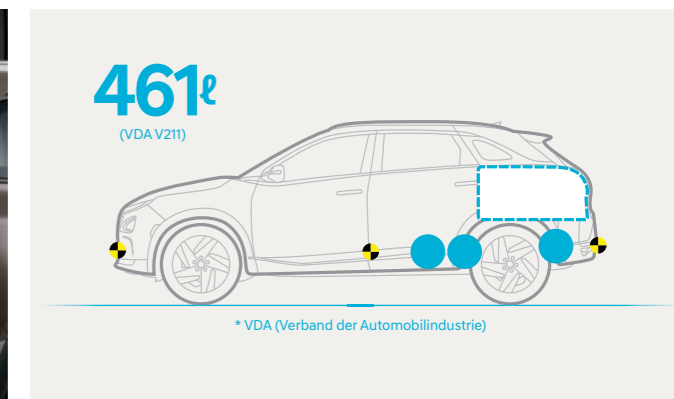 461ℓ
(VDA V211)
* VDA (Verband der Automobilindustrie)